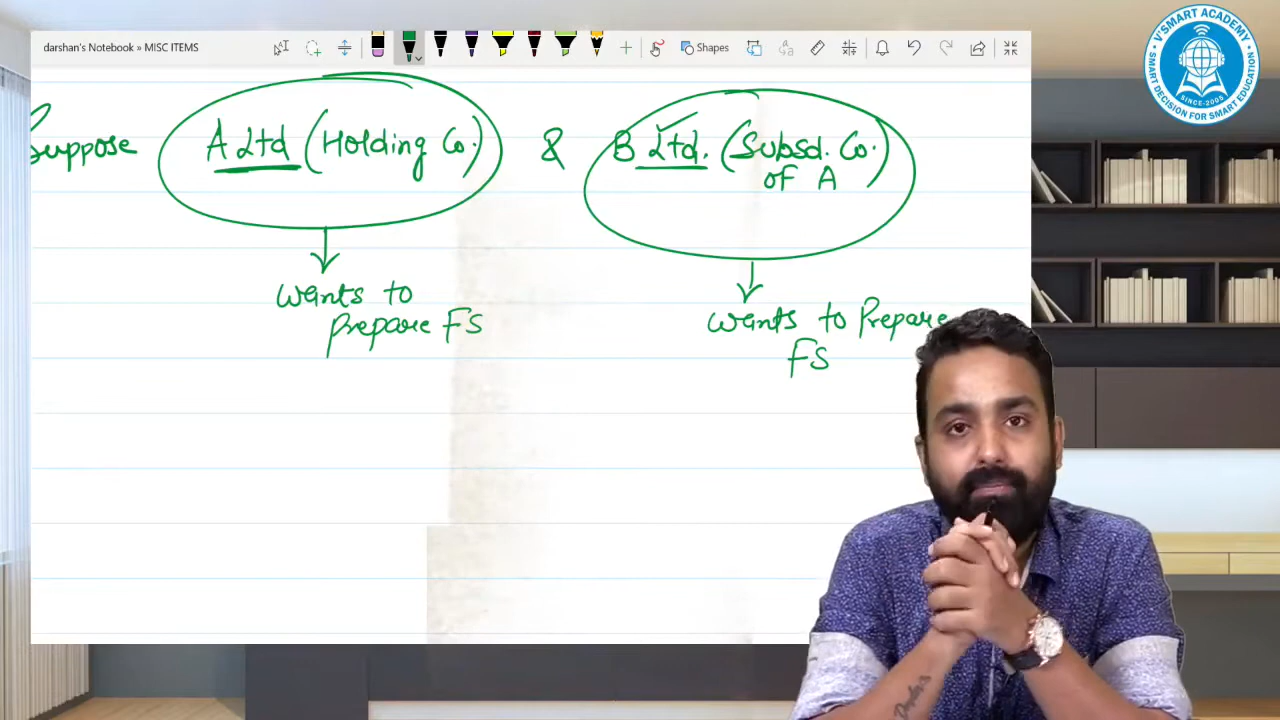 darshan's Notebook » MISC ITEMS
Shapes
V'SMART ACADEMY
SMART DECISION FOR SMART EDUCATION
SINCE-2005
Suppose A Ltd (Holding Co.) & B Ltd. (Subsd. Co.
of A)
wants to
prepare FS
wants to Prepare
FS